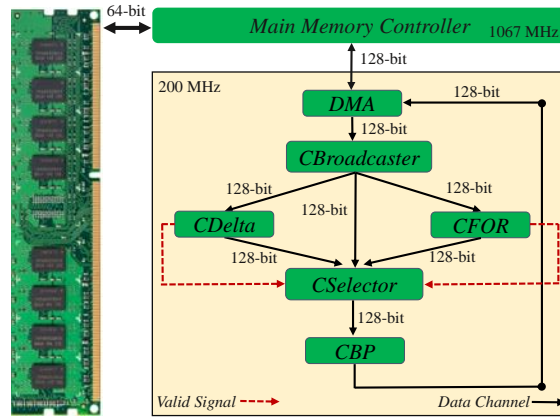 64-bit
Main Memory Controller
1067 MHz
128-bit
200 MHz
128-bit
DMA
128-bit
CBroadcaster
128-bit
128-bit
128-bit
CDelta
CFOR
128-bit
128-bit
CSelector
128-bit
CBP
Valid Signal
Data Channel